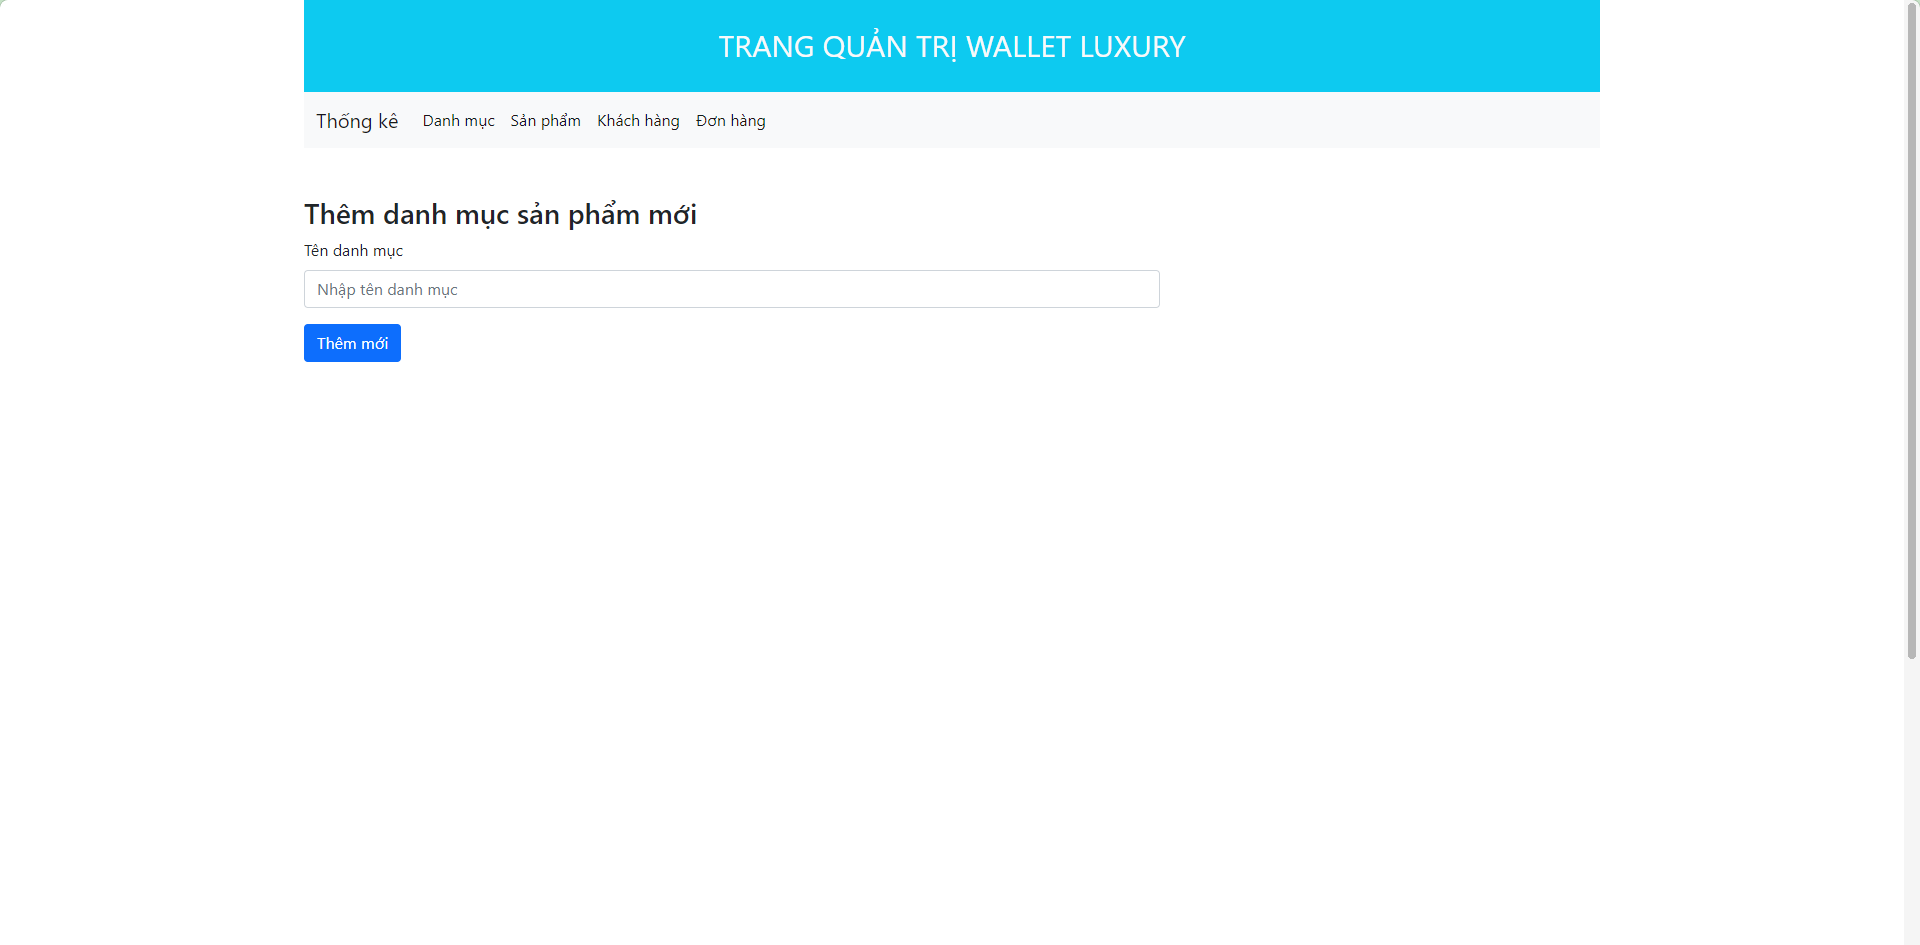 TRANG QUẢN TRỊ WALLET LUXURY
Thống kê Danh mục Sản phẩm Khách hàng Đơn hàng
Thêm danh mục sản phẩm mới
Tên danh mục
Nhập tên danh mục
Thêm mới